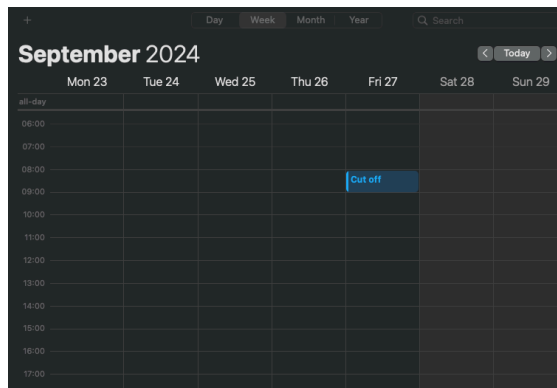 + Day Week Month Year Search
September 2024 < Today >
Mon 23 Tue 24 Wed 25 Thu 26 Fri 27 Sat 28 Sun 29
all-day
06:00
07:00
08:00
Cut off
09:00
10:00
11:00
12:00
13:00
14:00
15:00
16:00
17:00